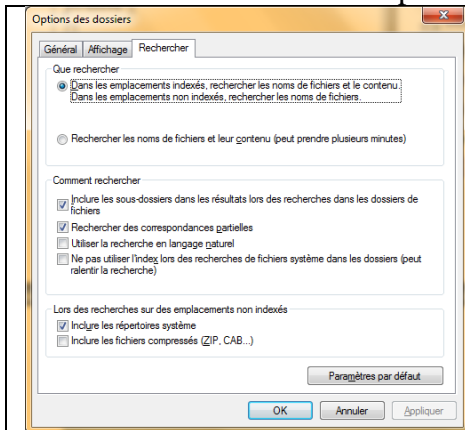 Options des dossiers
Général
Affichage
Rechercher
Que rechercher
Dans les emplacements indexés, rechercher les noms de fichiers et le contenu.
Dans les emplacements non indexés, rechercher les noms de fichiers.
Rechercher les noms de fichiers et leur contenu (peut prendre plusieurs minutes)
Comment rechercher
Inclure les sous-dossiers dans les résultats lors des recherches dans les dossiers de
fichiers
Rechercher des correspondances partielles
Utiliser la recherche en langage naturel
Ne pas utiliser l'index lors des recherches de fichiers système dans les dossiers (peut
ralentir la recherche)
Lors des recherches sur des emplacements non indexés
Inclure les répertoires système
Inclure les fichiers compressés (ZIP, CAB...)
Paramètres par défaut
OK
Annuler
Appliquer